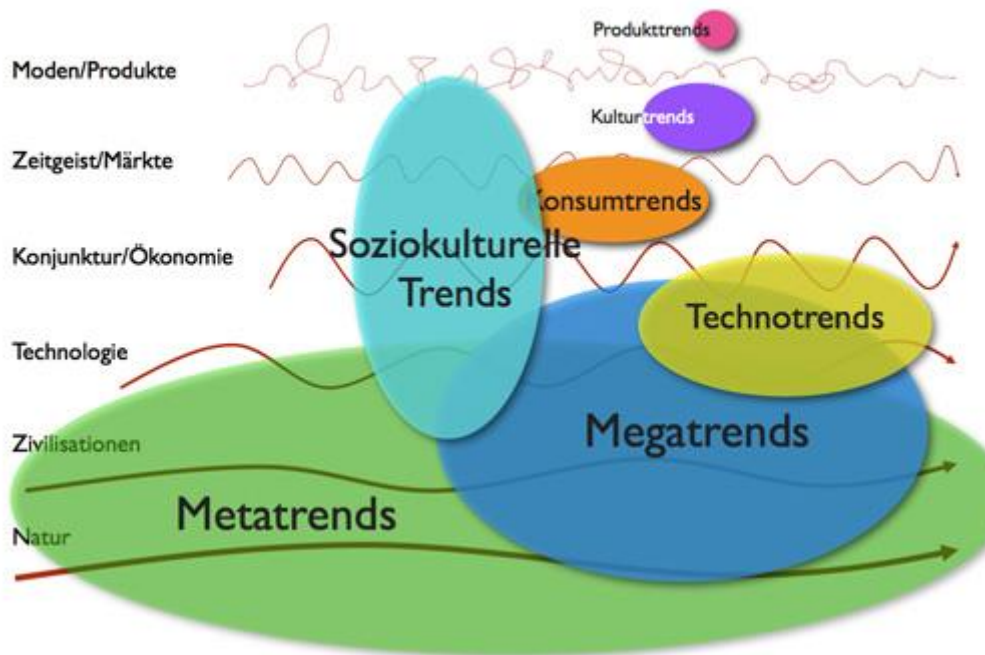 Produkttrends
Moden/Produkte
Kulturtrends
Zeitgeist/Märkte
Konsumtrends
Soziokulturelle
Trends
Konjunktur/Ökonomie
Technotrends
Technologie
Megatrends
Zivilisationen
Metatrends
Natur